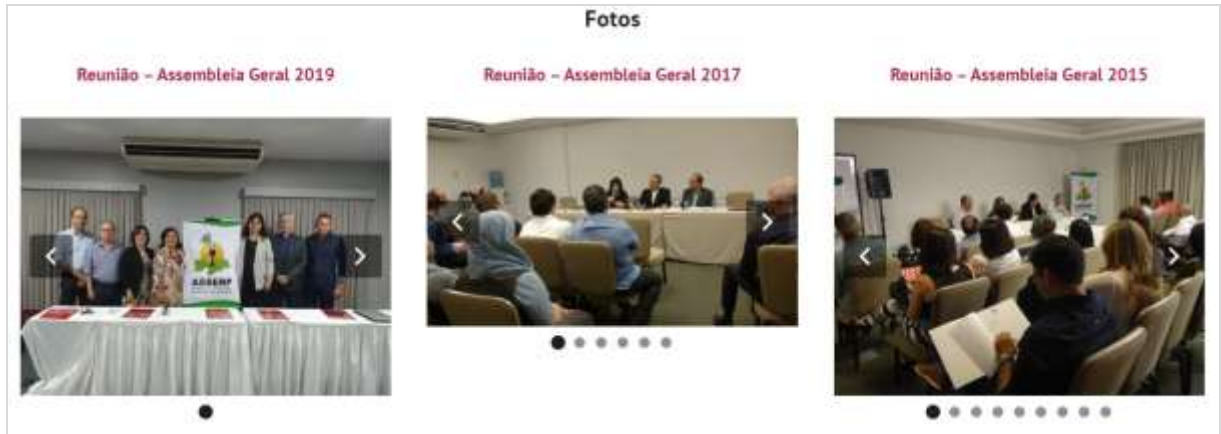 Fotos
Reunião – Assembleia Geral 2019
Reunião – Assembleia Geral 2017
Reunião – Assembleia Geral 2015